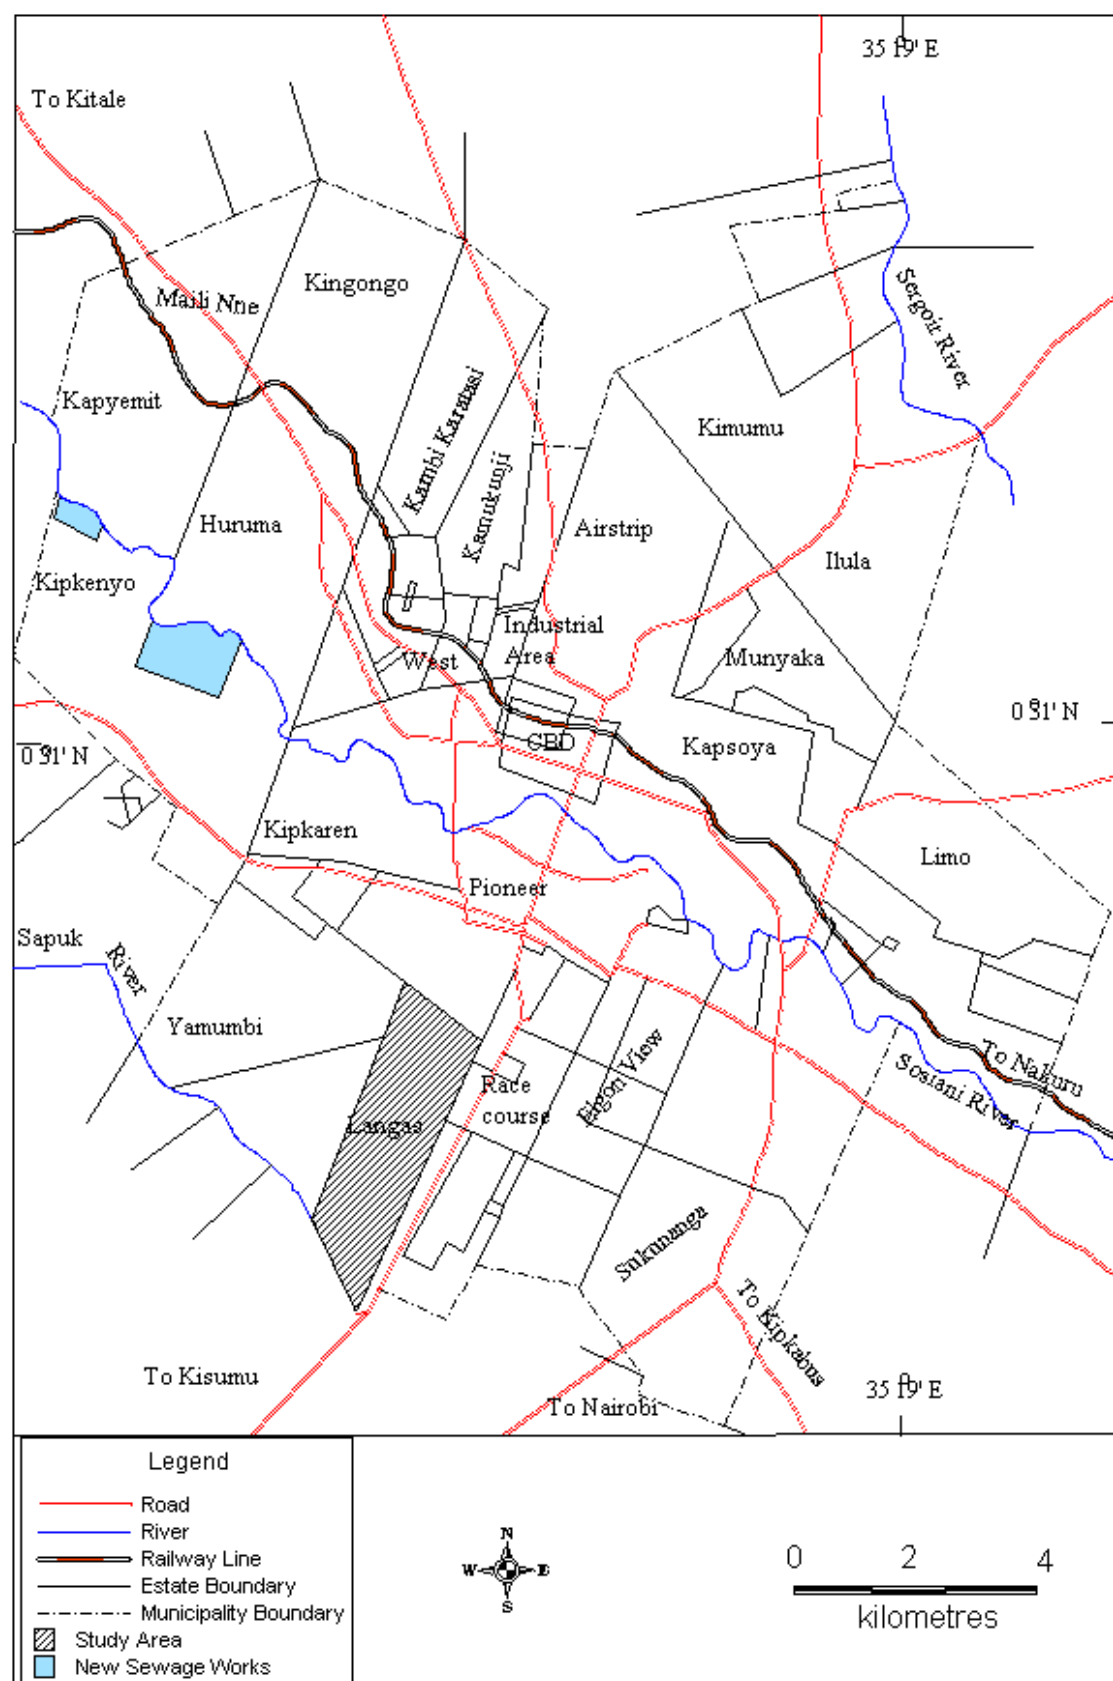 35 19' E
To Kitale
Kingongo
Maili Nne
Sergoit River
Kapyemit
Kambi Karatasi
Kimumu
Kamukunji
Huruma
Airstrip
Ilula
Kipkenyo
Industrial
Area
West
Munyaka
0 31' N
CBD
Kapsoya
0 31' N
Kipkaren
Limo
Pioneer
Sapuk
River
Yamumbi
Elgon View
To Nakuru
Sosiani River
Race
course
Langas
Sukunanga
To Kipkabus
To Kisumu
35 19' E
To Nairobi
Legend
Road
River
Railway Line
Estate Boundary
Municipality Boundary
Study Area
New Sewage Works
N
W E
S
0 2 4
kilometres